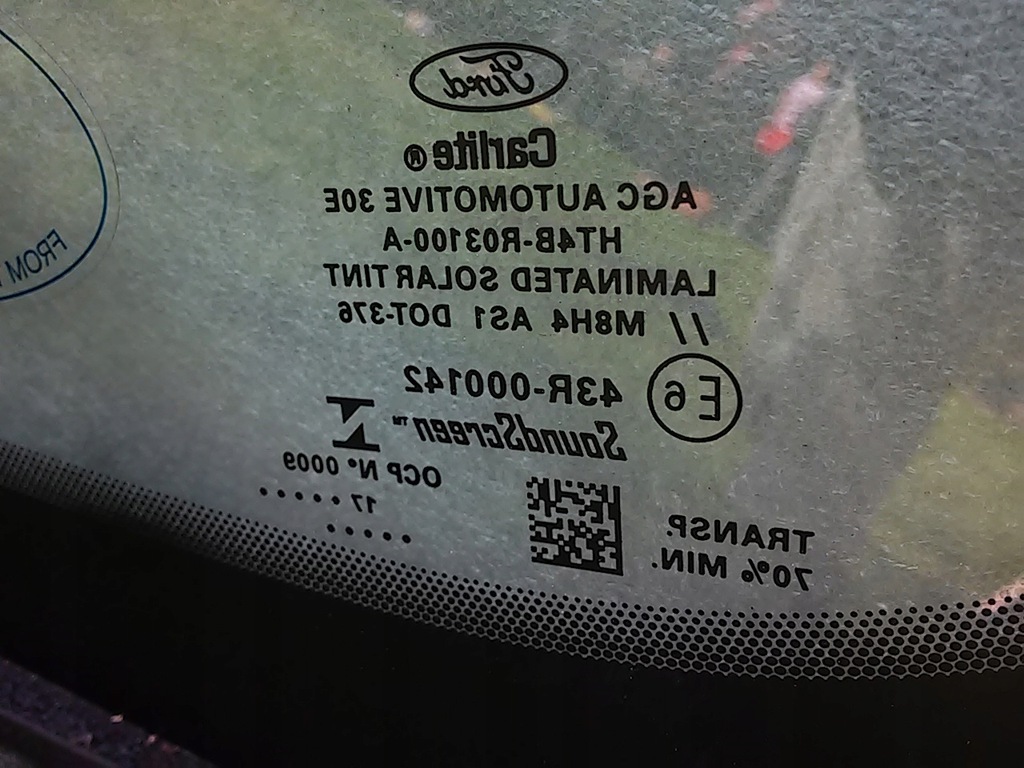 Ford
Carlite®
AGC AUTOMOTIVE 30E
HT4B-R03100-A
LAMINATED SOLAR TINT
// M8H4 AS1 DOT-376
E6 43R-000142
SoundScreen™
OCP N° 0009
17
TRANSP.
70% MIN.
FROM